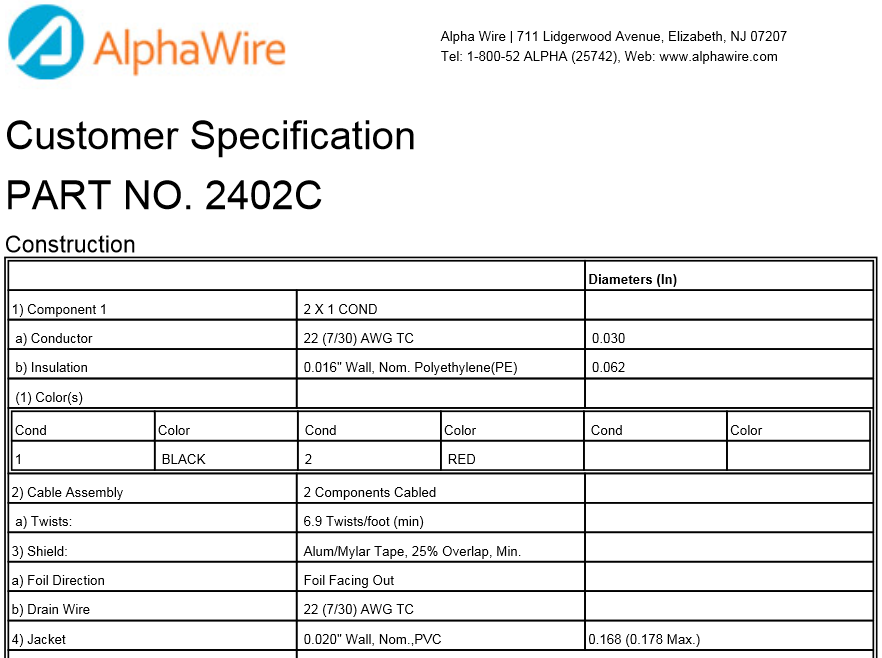 AlphaWire
Alpha Wire | 711 Lidgerwood Avenue, Elizabeth, NJ 07207
Tel: 1-800-52 ALPHA (25742), Web: www.alphawire.com
Customer Specification
PART NO. 2402C
Construction
Diameters (In)
1) Component 1 2 X 1 COND
a) Conductor 22 (7/30) AWG TC 0.030
b) Insulation 0.016" Wall, Nom. Polyethylene(PE) 0.062
(1) Color(s)
Cond Color Cond Color Cond Color
1 BLACK 2 RED
2) Cable Assembly 2 Components Cabled
a) Twists: 6.9 Twists/foot (min)
3) Shield: Alum/Mylar Tape, 25% Overlap, Min.
a) Foil Direction Foil Facing Out
b) Drain Wire 22 (7/30) AWG TC
4) Jacket 0.020" Wall, Nom.,PVC 0.168 (0.178 Max.)